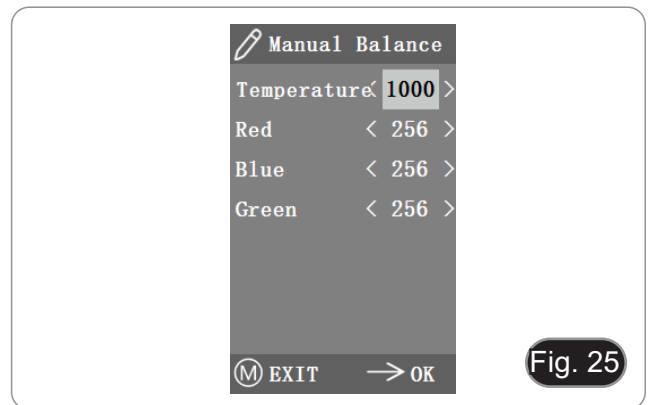 Manual Balance
Temperature < 1000 >
Red < 256 >
Blue < 256 >
Green < 256 >
M EXIT → OK
Fig. 25